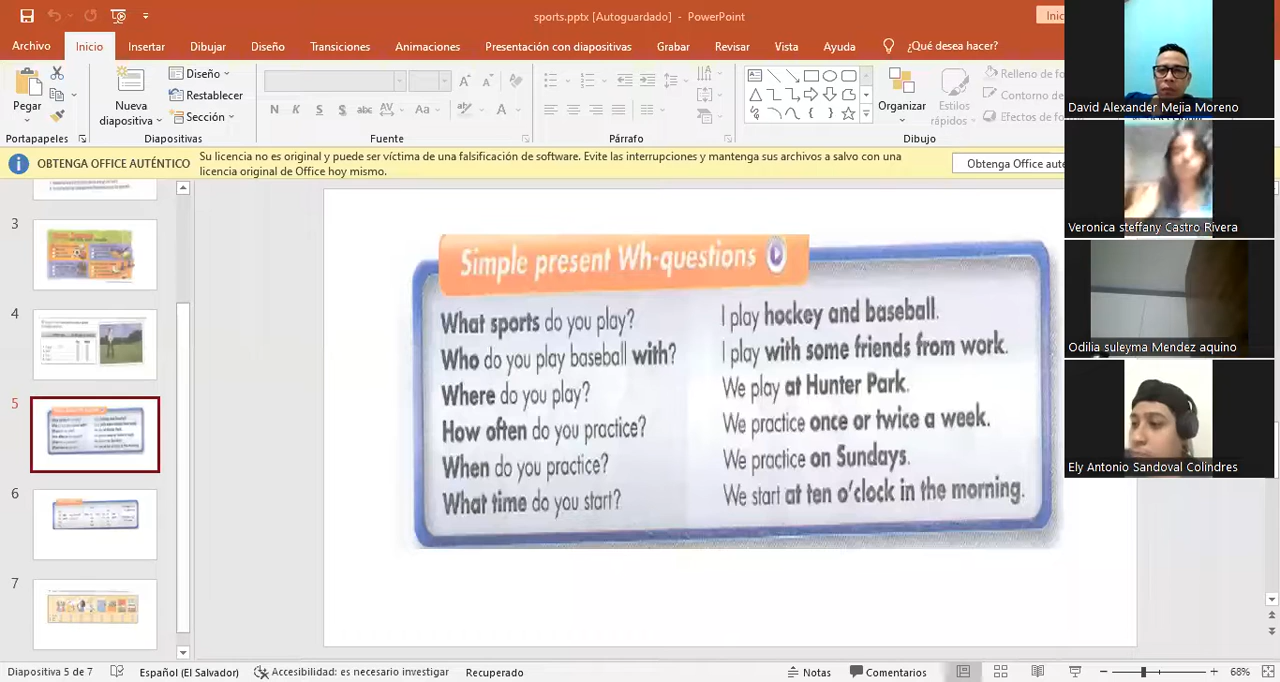 sports.pptx [Autoguardado] - PowerPoint
Archivo Inicio Insertar Dibujar Diseño Transiciones Animaciones Presentación con diapositivas Grabar Revisar Vista Ayuda ¿Qué desea hacer?
Pegar
Nueva diapositiva
Diseño
Restablecer
Sección
N K S S abc AV Aa A
Organizar
Estilos rápidos
Relleno de
Contorno de
Efectos de
Portapapeles Diapositivas Fuente Párrafo Dibujo
OBTENGA OFFICE AUTÉNTICO Su licencia no es original y puede ser víctima de una falsificación de software. Evite las interrupciones y mantenga sus archivos a salvo con una
licencia original de Office hoy mismo.
Obtenga Office
3
4
5
6
7
Simple present Wh-questions
What sports do you play? I play hockey and baseball.
Who do you play baseball with? I play with some friends from work.
Where do you play? We play at Hunter Park.
How often do you practice? We practice once or twice a week.
When do you practice? We practice on Sundays.
What time do you start? We start at ten o'clock in the morning.
David Alexander Mejia Moreno
Veronica steffany Castro Rivera
Odilia suleyma Mendez aquino
Ely Antonio Sandoval Colindres
Diapositiva 5 de 7 Español (El Salvador) Accesibilidad: es necesario investigar Recuperado Notas Comentarios 68%